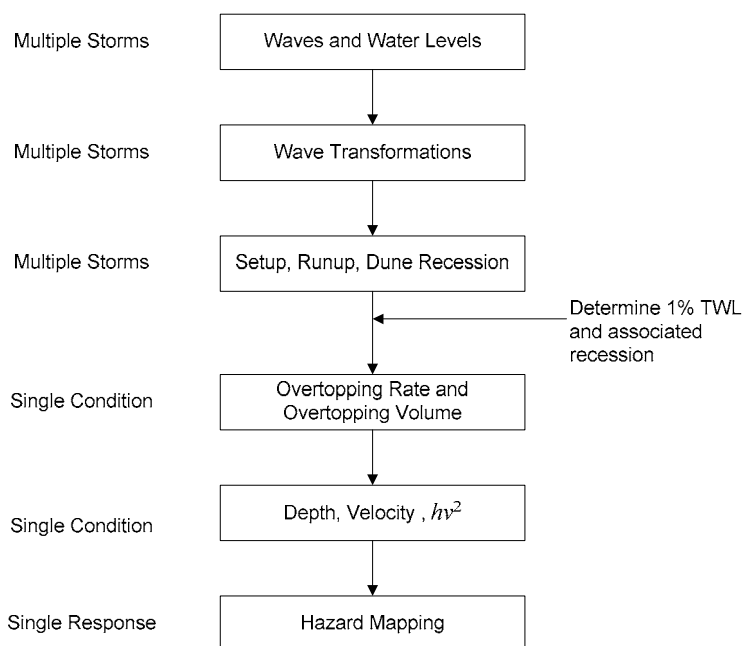 Multiple Storms
Waves and Water Levels
Multiple Storms
Wave Transformations
Multiple Storms
Setup, Runup, Dune Recession
Determine 1% TWL
and associated
recession
Single Condition
Overtopping Rate and
Overtopping Volume
Single Condition
Depth, Velocity , hv²
Single Response
Hazard Mapping